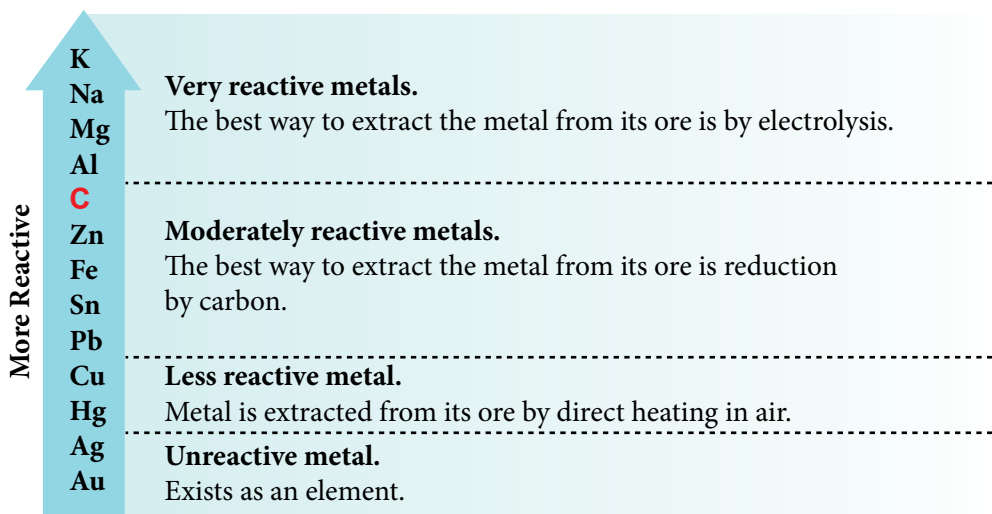 More Reactive
K
Na
Mg
Al
C
Zn
Fe
Sn
Pb
Cu
Hg
Ag
Au
Very reactive metals.
The best way to extract the metal from its ore is by electrolysis.
Moderately reactive metals.
The best way to extract the metal from its ore is reduction
by carbon.
Less reactive metal.
Metal is extracted from its ore by direct heating in air.
Unreactive metal.
Exists as an element.